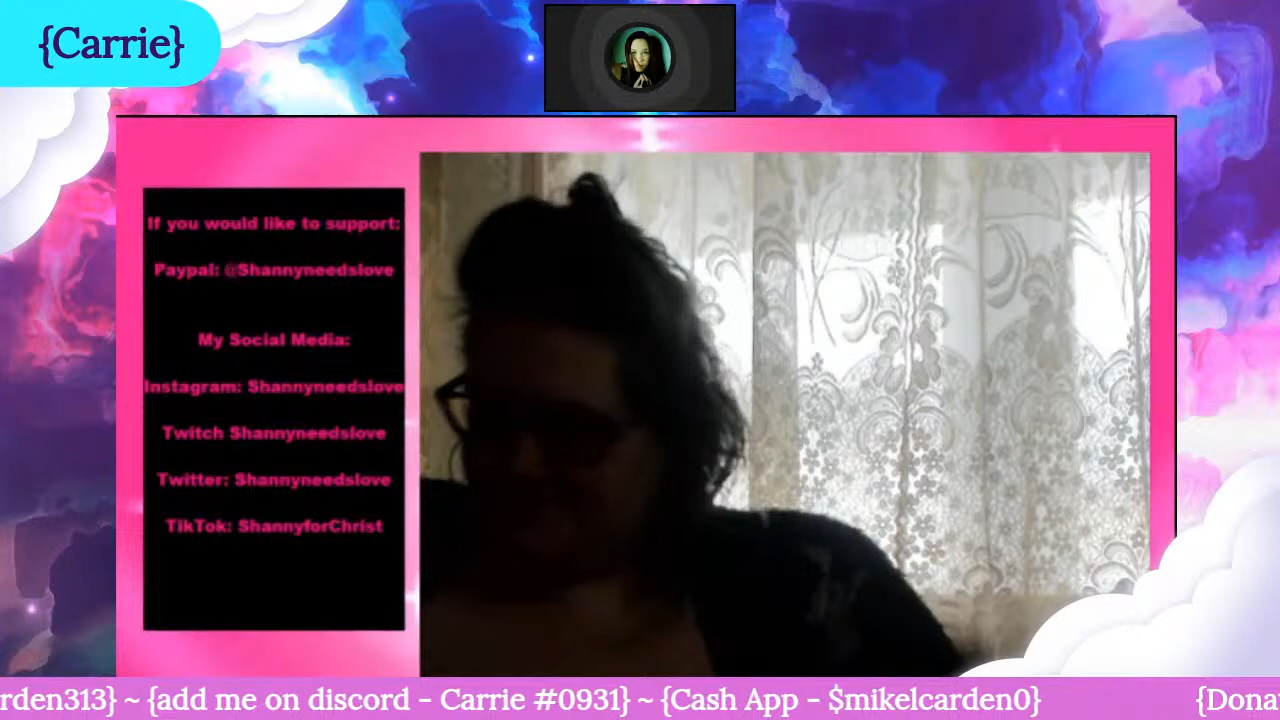 {Carrie}
If you would like to support:
Paypal: @Shannyneedslove
My Social Media:
Instagram: Shannyneedslove
Twitch Shannyneedslove
Twitter: Shannyneedslove
TikTok: ShannyforChrist
rden313} ~ {add me on discord - Carrie #0931} ~ {Cash App - $mikelcarden0} {Dona